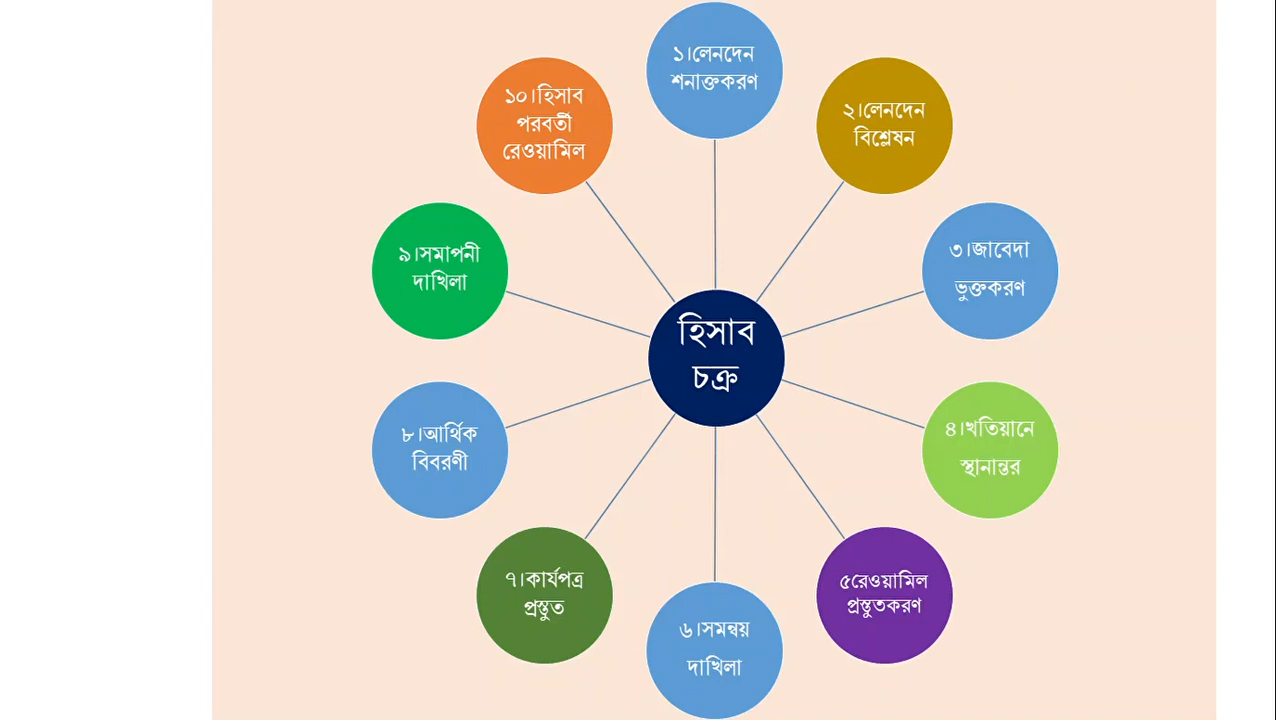 হিসাব
চক্র
১।লেনদেন
শনাক্তকরণ
২।লেনদেন
বিশ্লেষন
৩।জাবেদা
ভুক্তকরণ
৪।খতিয়ানে
স্থানান্তর
৫রেওয়ামিল
প্রস্তুতকরণ
৬।সমন্বয়
দাখিলা
৭।কার্যপত্র
প্রস্তুত
৮।আর্থিক
বিবরণী
৯।সমাপনী
দাখিলা
১০।হিসাব
পরবর্তী
রেওয়ামিল